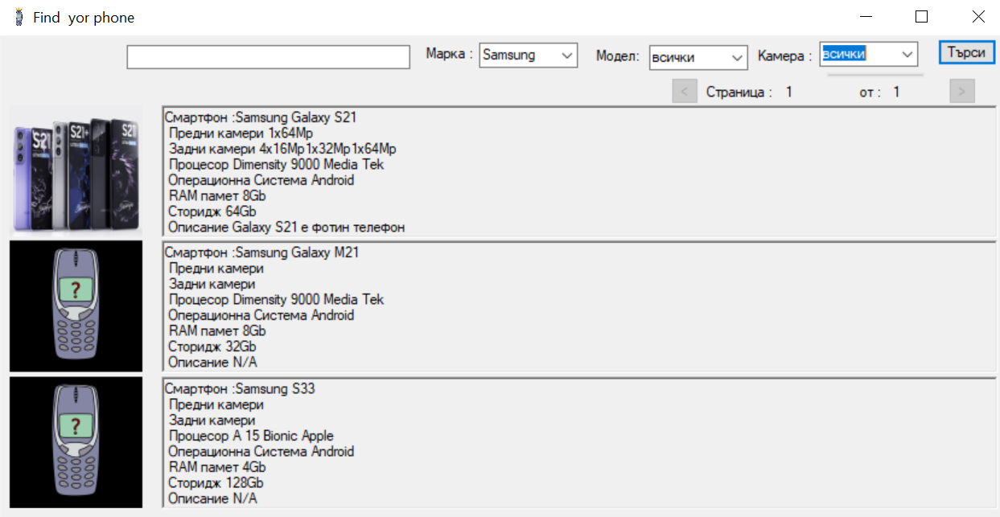 Find yor phone
Марка : Samsung Модел: всички Камера : всички Търси
< Страница : 1 от : 1 >
S21 S21+ S21
Смартфон :Samsung Galaxy S21
Предни камери 1x64Mp
Задни камери 4x16Mp1x32Mp1x64Mp
Процесор Dimensity 9000 Media Tek
Операционна Система Android
RAM памет 8Gb
Сторидж 64Gb
Описание Galaxy S21 е фотин телефон
?
Смартфон :Samsung Galaxy M21
Предни камери
Задни камери
Процесор Dimensity 9000 Media Tek
Операционна Система Android
RAM памет 8Gb
Сторидж 32Gb
Описание N/A
?
Смартфон :Samsung S33
Предни камери
Задни камери
Процесор A 15 Bionic Apple
Операционна Система Android
RAM памет 4Gb
Сторидж 128Gb
Описание N/A